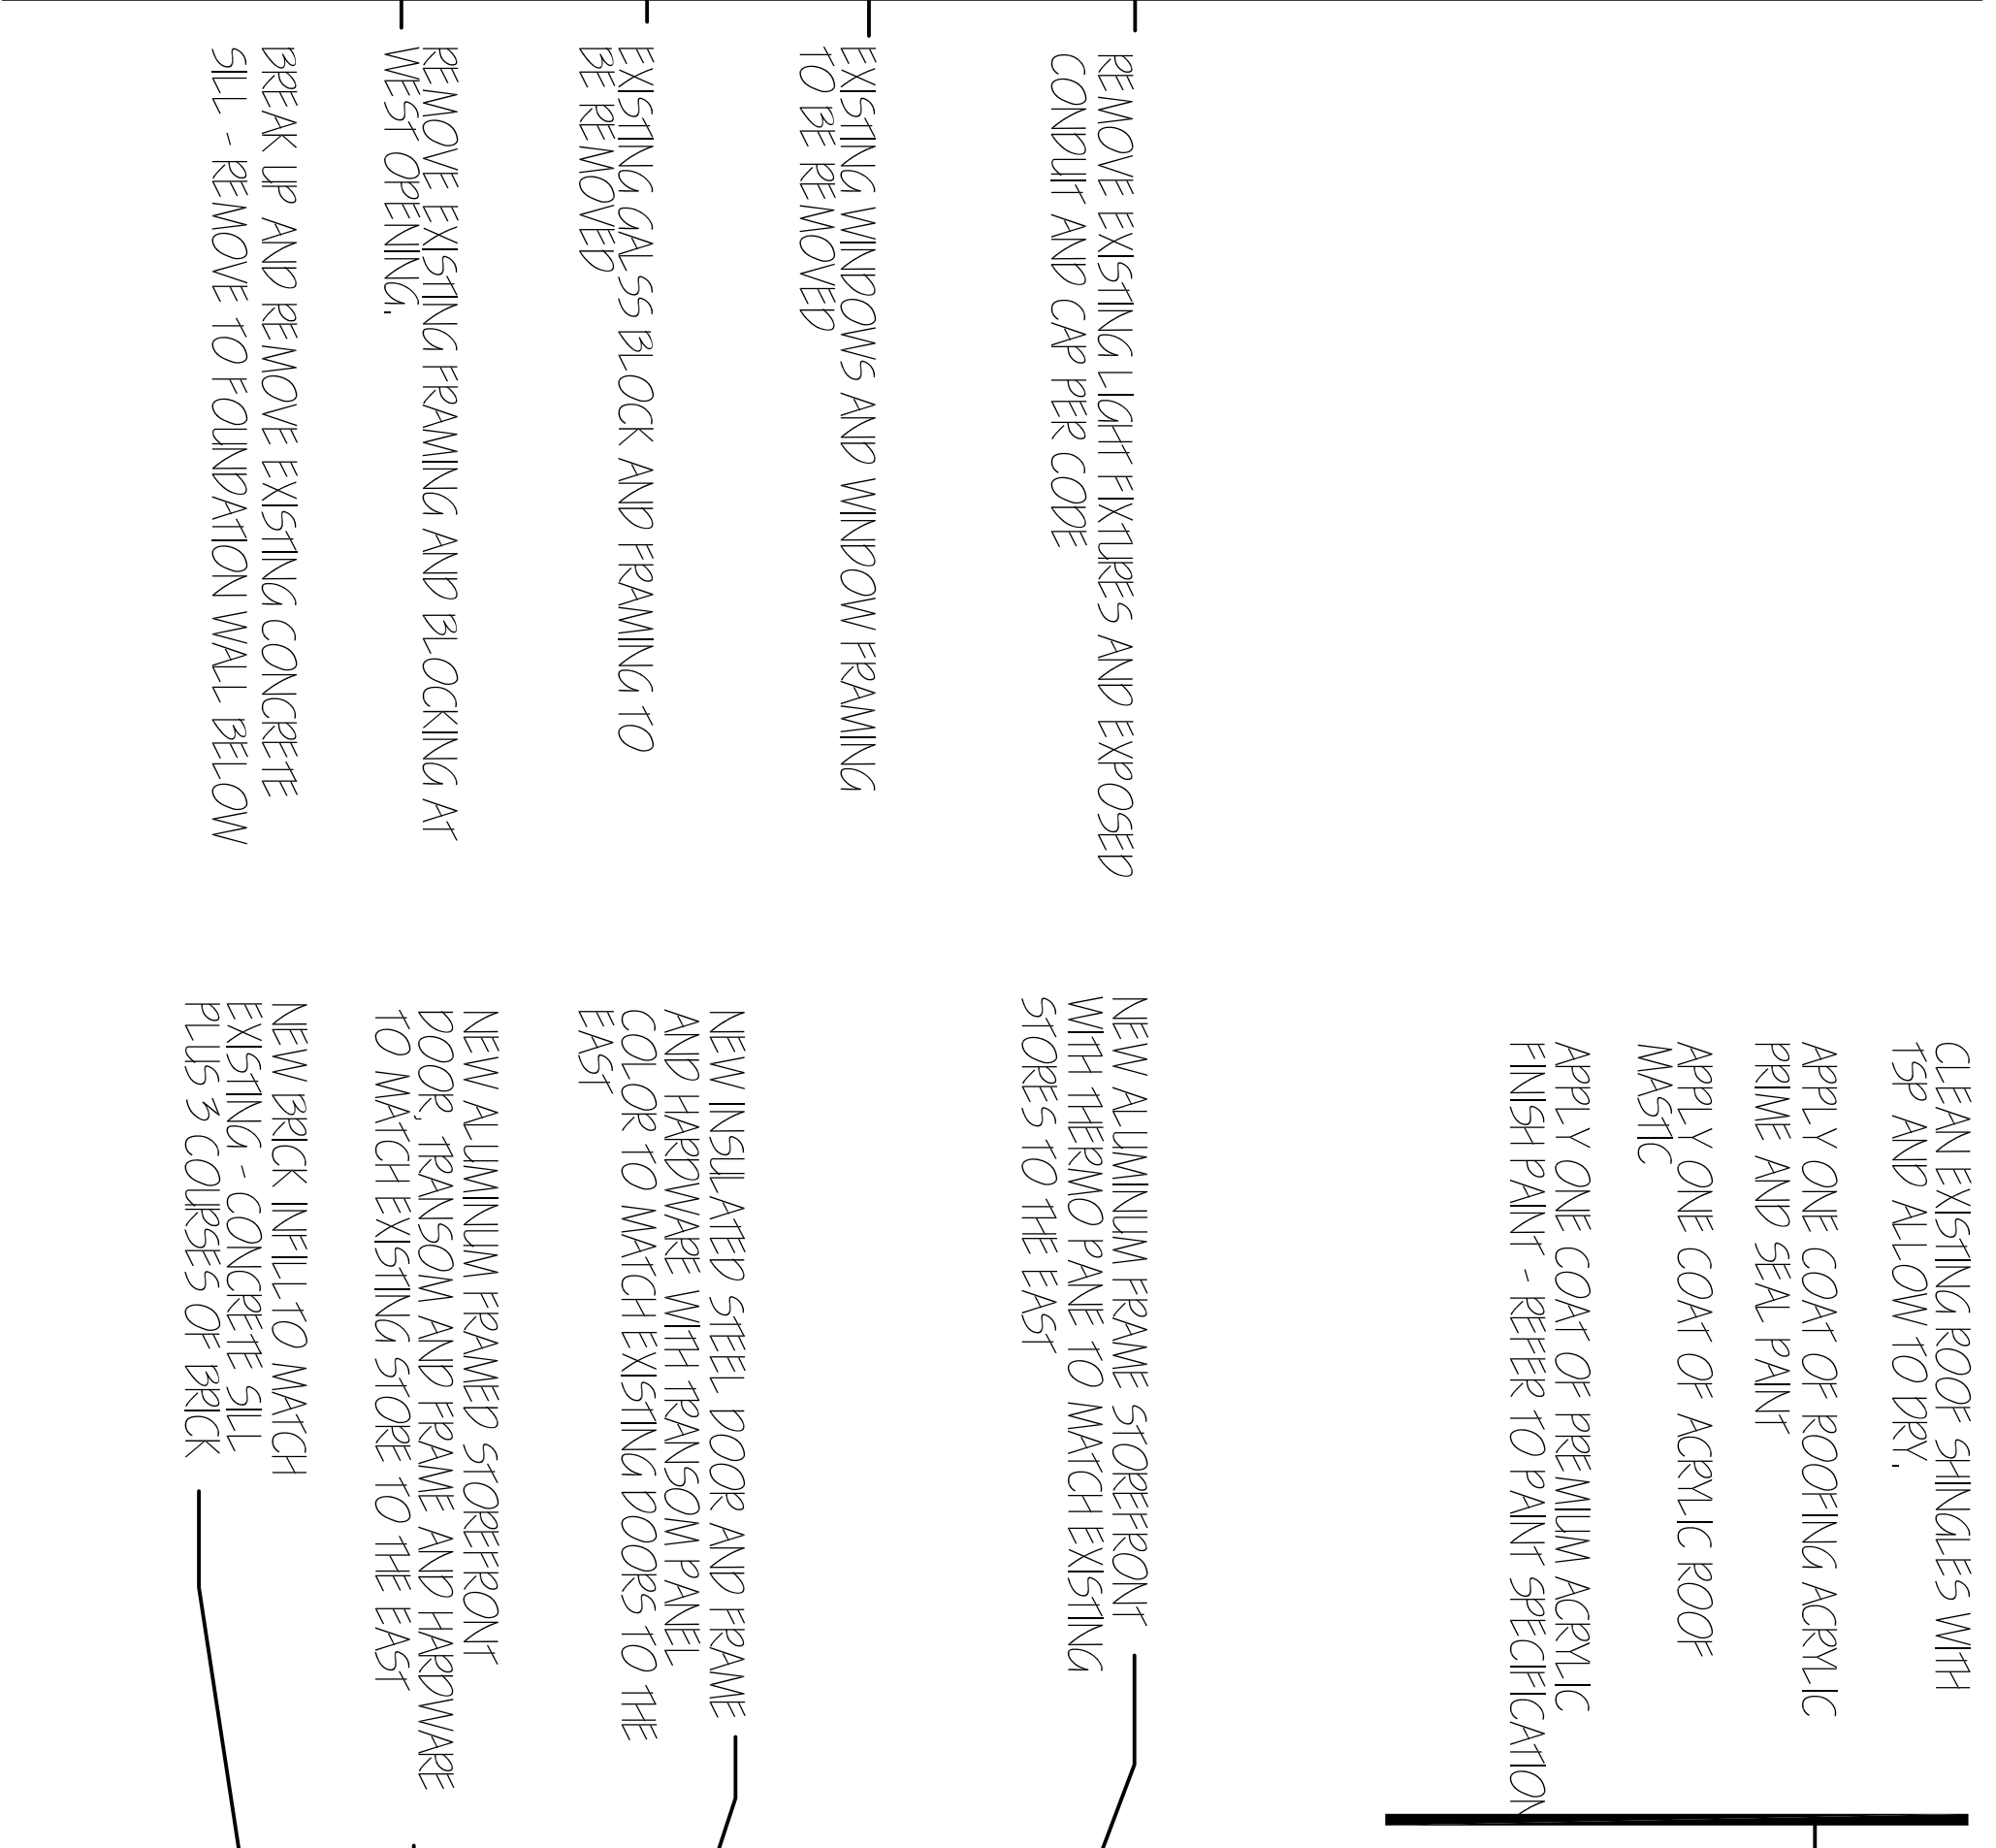 REMOVE EXISTING LIGHT FIXTURES AND EXPOSED
CONDUIT AND CAP PER CODE
EXISTING WINDOWS AND WINDOW FRAMING
TO BE REMOVED
EXISTING GALSS BLOCK AND FRAMING TO
BE REMOVED
REMOVE EXISTING FRAMING AND BLOCKING AT
WEST OPENING.
BREAK UP AND REMOVE EXISTING CONCRETE
SILL - REMOVE TO FOUNDATION WALL BELOW
CLEAN EXISTING ROOF SHINGLES WITH
TSP AND ALLOW TO DRY.
APPLY ONE COAT OF ROOFING ACRYLIC
PRIME AND SEAL PAINT
APPLY ONE COAT OF ACRYLIC ROOF
MASTIC
APPLY ONE COAT OF PREMIUM ACRYLIC
FINISH PAINT - REFER TO PAINT SPECIFICATION
NEW ALUMINUM FRAME STOREFRONT
WITH THERMO PANE TO MATCH EXISTING
STORES TO THE EAST
NEW INSULATED STEEL DOOR AND FRAME
AND HARDWARE WITH TRANSOM PANEL
COLOR TO MATCH EXISTING DOORS TO THE
EAST
NEW ALUMINUM FRAMED STOREFRONT
DOOR, TRANSOM AND FRAME AND HARDWARE
TO MATCH EXISTING STORE TO THE EAST
NEW BRICK INFILL TO MATCH
EXISTING - CONCRETE SILL
PLUS 3 COURSES OF BRICK